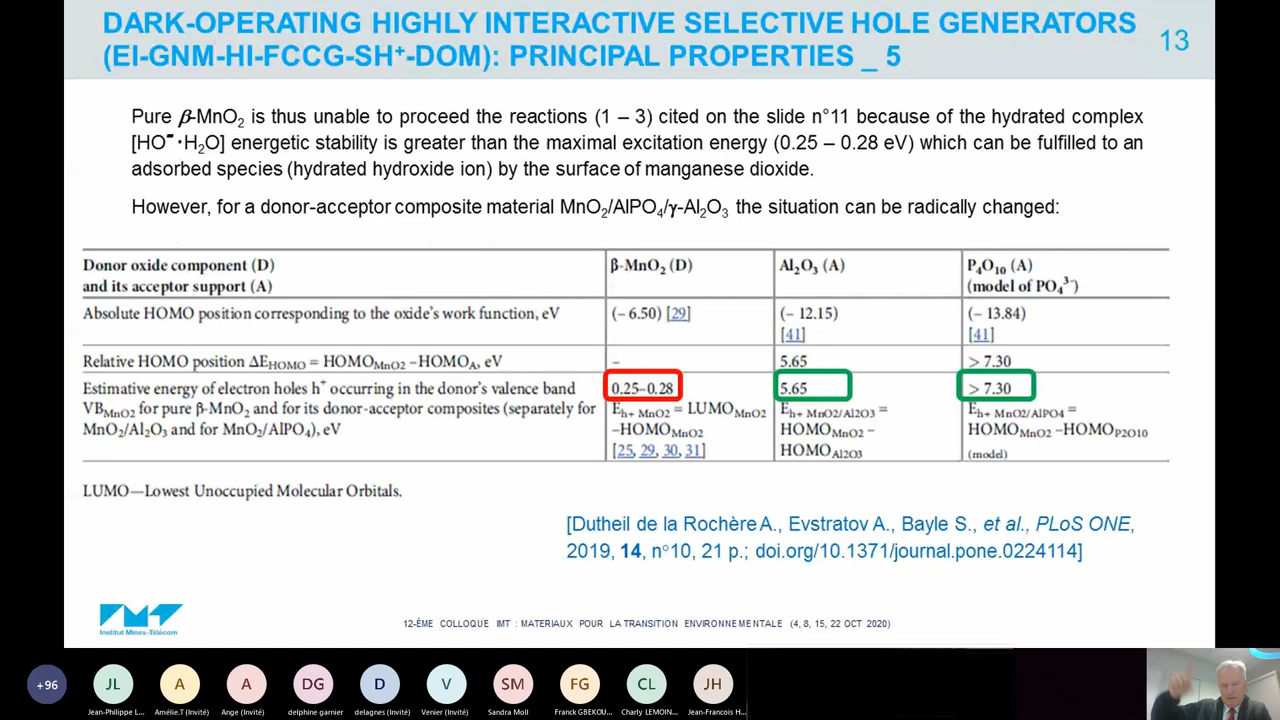 DARK-OPERATING HIGHLY INTERACTIVE SELECTIVE HOLE GENERATORS
(EI-GNM-HI-FCCG-SH⁺-DOM): PRINCIPAL PROPERTIES _ 5
13
Pure β-MnO₂ is thus unable to proceed the reactions (1 – 3) cited on the slide n°11 because of the hydrated complex
[HO⁻·H₂O] energetic stability is greater than the maximal excitation energy (0.25 – 0.28 eV) which can be fulfilled to an
adsorbed species (hydrated hydroxide ion) by the surface of manganese dioxide.
However, for a donor-acceptor composite material MnO₂/AlPO₄/γ-Al₂O₃ the situation can be radically changed:
Donor oxide component (D)
and its acceptor support (A)
β-MnO₂ (D)
Al₂O₃ (A)
P₄O₁₀ (A)
(model of PO₄³⁻)
Absolute HOMO position corresponding to the oxide's work function, eV
(– 6.50) [29]
(– 12.15)
[41]
(– 13.84)
[41]
Relative HOMO position ΔE_HOMO = HOMO_MnO2 –HOMO_A, eV
–
5.65
> 7.30
Estimative energy of electron holes h⁺ occurring in the donor's valence band
VB_MnO2 for pure β-MnO₂ and for its donor-acceptor composites (separately for
MnO₂/Al₂O₃ and for MnO₂/AlPO₄), eV
0.25–0.28
E_h+ MnO2 = LUMO_MnO2
–HOMO_MnO2
[25, 29, 30, 31]
5.65
E_h+ MnO2/Al2O3 =
HOMO_MnO2 –
HOMO_Al2O3
> 7.30
E_h+ MnO2/AlPO4 =
HOMO_MnO2 –HOMO_P2O10
(model)
LUMO—Lowest Unoccupied Molecular Orbitals.
[Dutheil de la Rochère A., Evstratov A., Bayle S., et al., PLoS ONE,
2019, 14, n°10, 21 p.; doi.org/10.1371/journal.pone.0224114]
IMT
Institut Mines-Télécom
12-ÈME COLLOQUE IMT : MATERIAUX POUR LA TRANSITION ENVIRONNEMENTALE (4, 8, 15, 22 OCT 2020)
+96
JL
A
A
DG
D
V
SM
FG
CL
JH
Jean-Philippe L...
Amélie.T (Invité)
Ange (Invité)
delphine garnier
delagnes (Invité)
Venier (Invité)
Sandra Moll
Franck GBEKOU...
Charly LEMOIN...
Jean-Francois H...